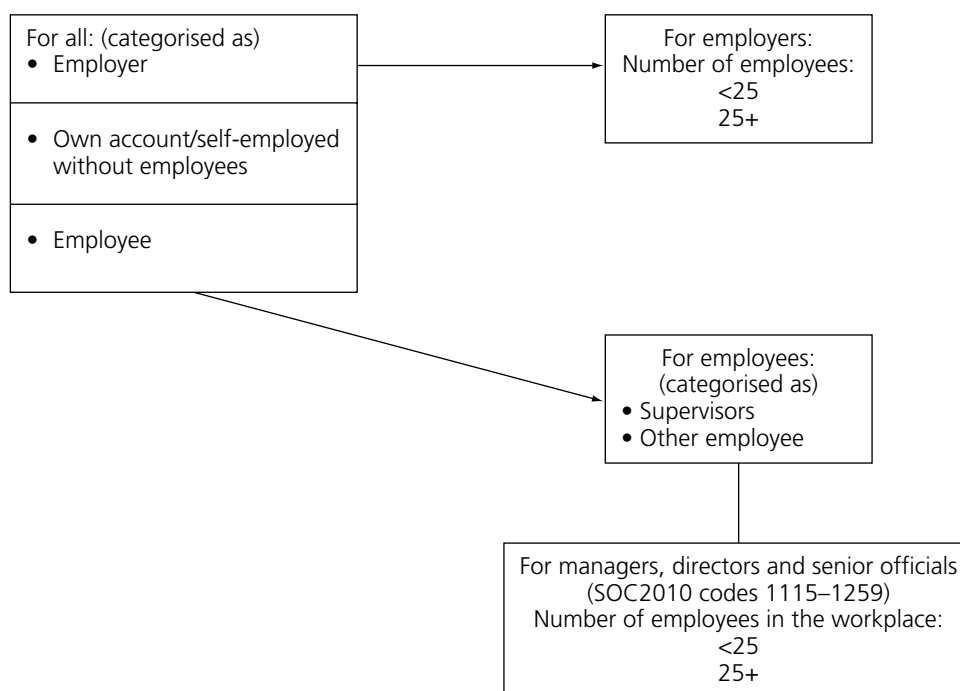 For all: (categorised as)
• Employer
• Own account/self-employed
without employees
• Employee
For employers:
Number of employees:
<25
25+
For employees:
(categorised as)
• Supervisors
• Other employee
For managers, directors and senior officials
(SOC2010 codes 1115–1259)
Number of employees in the workplace:
<25
25+